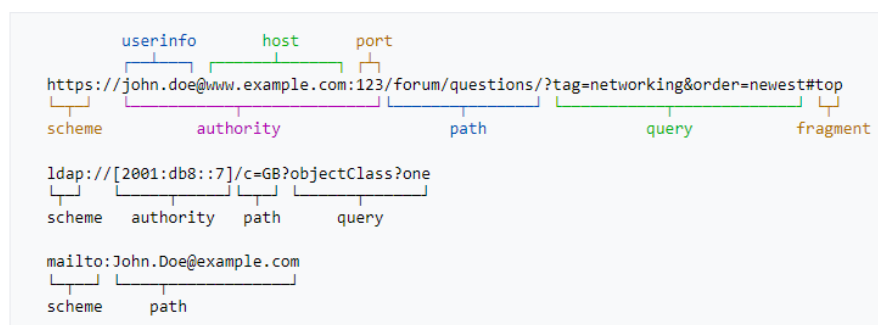 userinfo host port
https://john.doe@www.example.com:123/forum/questions/?tag=networking&order=newest#top
scheme authority path query fragment
ldap://[2001:db8::7]/c=GB?objectClass?one
scheme authority path query
mailto:John.Doe@example.com
scheme path